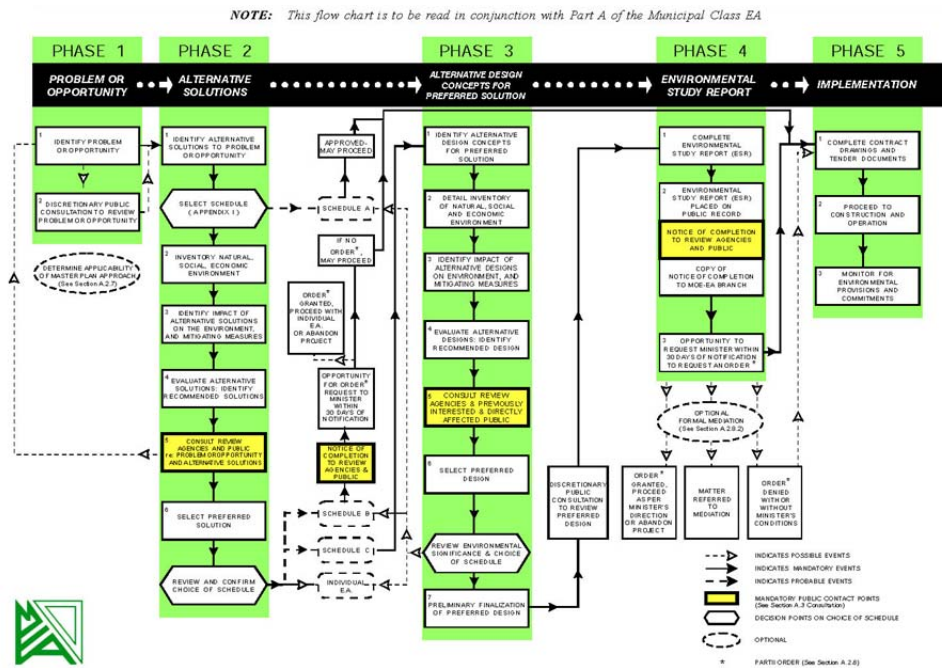 NOTE: This flow chart is to be read in conjunction with Part A of the Municipal Class EA
PHASE 1
PROBLEM OR
OPPORTUNITY
1
IDENTIFY PROBLEM
OR OPPORTUNITY
2
DISCRETIONARY PUBLIC
CONSULTATION TO REVIEW
PROBLEM OR OPPORTUNITY
DETERMINE APPLICABILITY
OF MASTER PLAN APPROACH
(See Section A.2.7)
PHASE 2
ALTERNATIVE
SOLUTIONS
1
IDENTIFY ALTERNATIVE
SOLUTIONS TO PROBLEM
OR OPPORTUNITY
SELECT SCHEDULE
(APPENDIX I)
2
INVENTORY NATURAL,
SOCIAL, ECONOMIC
ENVIRONMENT
3
IDENTIFY IMPACT OF
ALTERNATIVE SOLUTIONS
ON THE ENVIRONMENT,
AND MITIGATING MEASURES
4
EVALUATE ALTERNATIVE
SOLUTIONS: IDENTIFY
RECOMMENDED SOLUTIONS
5
CONSULT REVIEW
AGENCIES AND PUBLIC
re: PROBLEM OR OPPORTUNITY
AND ALTERNATIVE SOLUTIONS
6
SELECT PREFERRED
SOLUTION
REVIEW AND CONFIRM
CHOICE OF SCHEDULE
APPROVED-
MAY PROCEED
SCHEDULE A
IF NO
ORDER*,
MAY PROCEED
ORDER*
GRANTED,
PROCEED WITH
INDIVIDUAL
E.A.
OR ABANDON
PROJECT
OPPORTUNITY
FOR ORDER*
REQUEST TO
MINISTER
WITHIN
30 DAYS OF
NOTIFICATION
NOTICE OF
COMPLETION
TO REVIEW
AGENCIES &
PUBLIC
SCHEDULE B
SCHEDULE C
INDIVIDUAL
E.A.
PHASE 3
ALTERNATIVE DESIGN
CONCEPTS FOR
PREFERRED SOLUTION
1
IDENTIFY ALTERNATIVE
DESIGN CONCEPTS
FOR PREFERRED
SOLUTION
2
DETAIL INVENTORY
OF NATURAL, SOCIAL
AND ECONOMIC
ENVIRONMENT
3
IDENTIFY IMPACT OF
ALTERNATIVE DESIGNS
ON ENVIRONMENT, AND
MITIGATING MEASURES
4
EVALUATE ALTERNATIVE
DESIGNS: IDENTIFY
RECOMMENDED DESIGN
5
CONSULT REVIEW
AGENCIES & PREVIOUSLY
INTERESTED & DIRECTLY
AFFECTED PUBLIC
6
SELECT PREFERRED
DESIGN
REVIEW ENVIRONMENTAL
SIGNIFICANCE & CHOICE
OF SCHEDULE
7
PRELIMINARY FINALIZATION
OF PREFERRED DESIGN
DISCRETIONARY
PUBLIC
CONSULTATION
TO REVIEW
PREFERRED
DESIGN
PHASE 4
ENVIRONMENTAL
STUDY REPORT
1
COMPLETE
ENVIRONMENTAL
STUDY REPORT (ESR)
2
ENVIRONMENTAL
STUDY REPORT (ESR)
PLACED ON
PUBLIC RECORD
NOTICE OF COMPLETION
TO REVIEW AGENCIES
AND PUBLIC
COPY OF
NOTICE OF COMPLETION
TO MOE-EA BRANCH
3
OPPORTUNITY TO
REQUEST MINISTER WITHIN
30 DAYS OF NOTIFICATION
TO REQUEST AN ORDER*
OPTIONAL
FORMAL MEDIATION
(See Section A.2.8.2)
ORDER*
GRANTED,
PROCEED
AS PER
MINISTER'S
DIRECTION
OR ABANDON
PROJECT
MATTER
REFERRED
TO
MEDIATION
ORDER*
DENIED WITH
OR WITHOUT
MINISTER'S
CONDITIONS
PHASE 5
IMPLEMENTATION
1
COMPLETE CONTRACT
DRAWINGS AND
TENDER DOCUMENTS
2
PROCEED TO
CONSTRUCTION AND
OPERATION
3
MONITOR FOR
ENVIRONMENTAL
PROVISIONS AND
COMMITMENTS
INDICATES POSSIBLE EVENTS
INDICATES MANDATORY EVENTS
INDICATES PROBABLE EVENTS
MANDATORY PUBLIC CONTACT POINTS
(See Section A.3 Consultation)
DECISION POINTS ON CHOICE OF SCHEDULE
OPTIONAL
* PART II ORDER (See Section A.2.8)
MEA